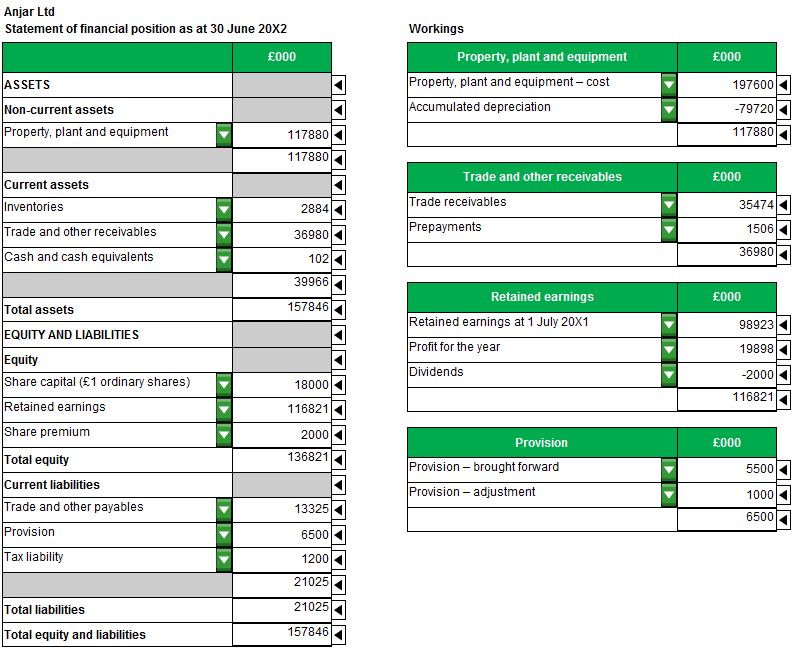 Anjar Ltd
Statement of financial position as at 30 June 20X2
£000
ASSETS
Non-current assets
Property, plant and equipment 117880
117880
Current assets
Inventories 2884
Trade and other receivables 36980
Cash and cash equivalents 102
39966
Total assets 157846
EQUITY AND LIABILITIES
Equity
Share capital (£1 ordinary shares) 18000
Retained earnings 116821
Share premium 2000
Total equity 136821
Current liabilities
Trade and other payables 13325
Provision 6500
Tax liability 1200
21025
Total liabilities 21025
Total equity and liabilities 157846
Workings
Property, plant and equipment £000
Property, plant and equipment – cost 197600
Accumulated depreciation -79720
117880
Trade and other receivables £000
Trade receivables 35474
Prepayments 1506
36980
Retained earnings £000
Retained earnings at 1 July 20X1 98923
Profit for the year 19898
Dividends -2000
116821
Provision £000
Provision – brought forward 5500
Provision – adjustment 1000
6500